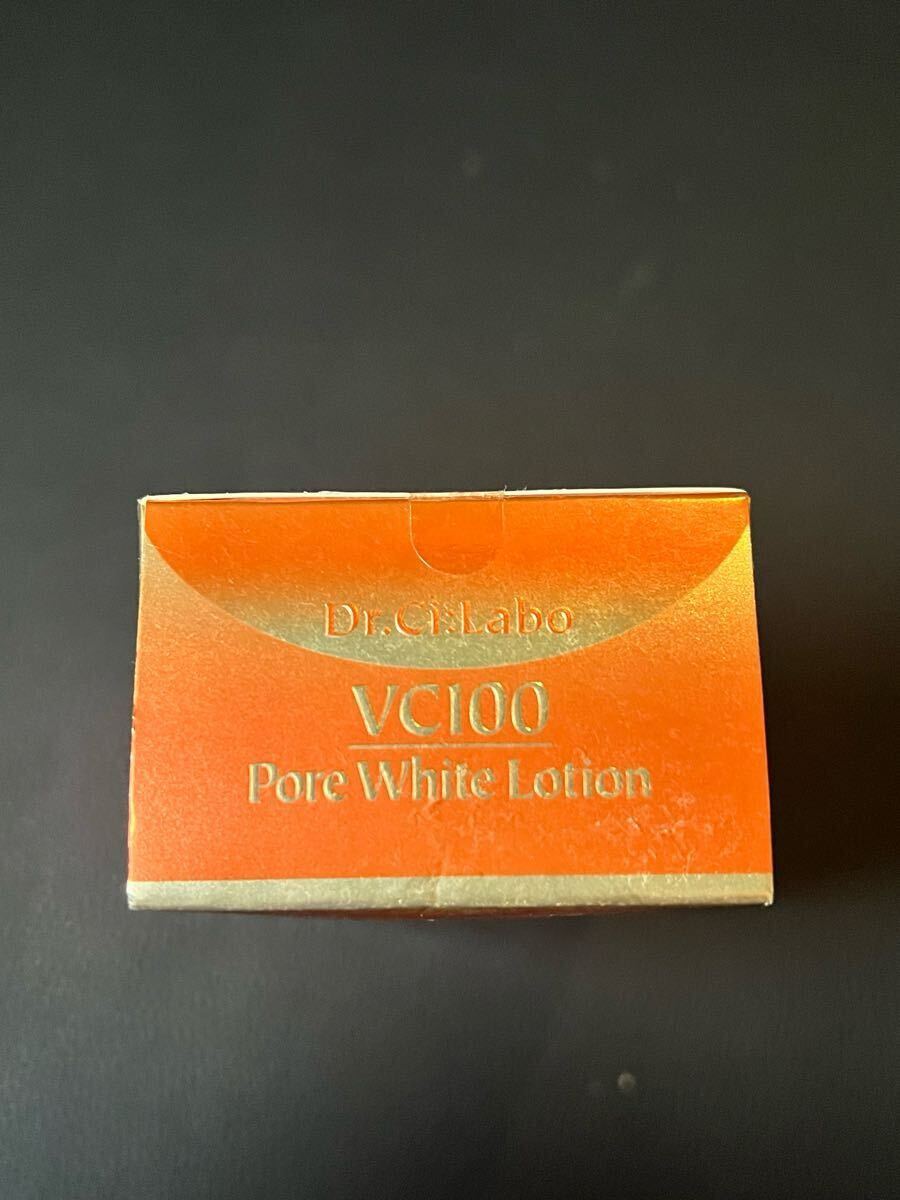 Dr.Ci:Labo
VC100
Pore White Lotion